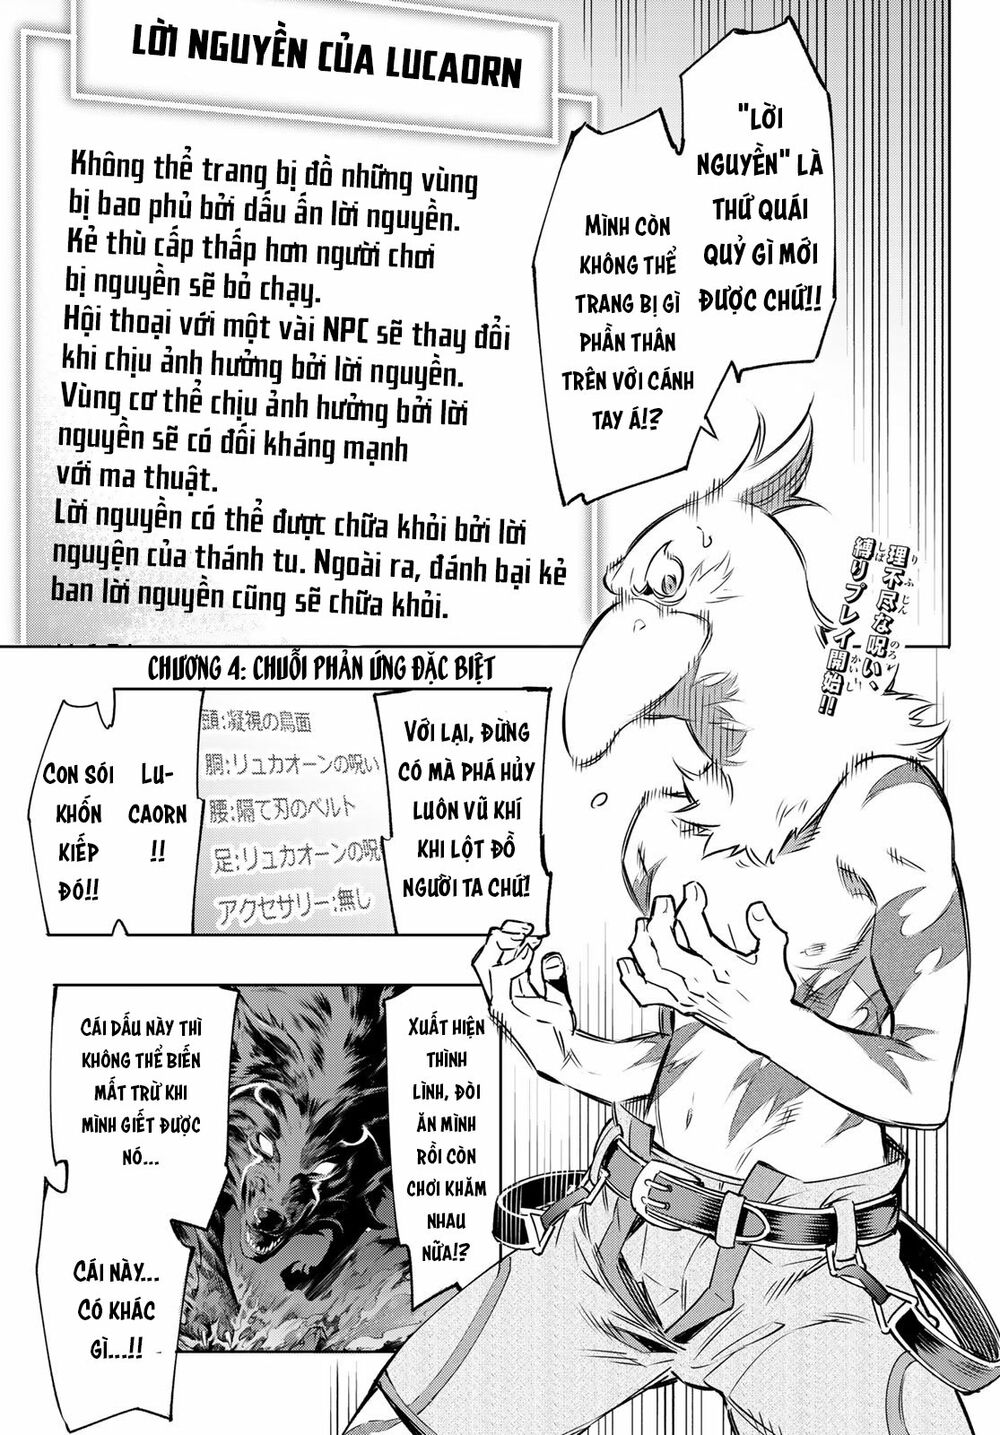 LỜI NGUYỀN CỦA LUCAORN
Không thể trang bị đồ những vùng
bị bao phủ bởi dấu ấn lời nguyền.
Kẻ thù cấp thấp hơn người chơi
bị nguyền sẽ bỏ chạy.
Hội thoại với một vài NPC sẽ thay đổi
khi chịu ảnh hưởng bởi lời nguyền.
Vùng cơ thể chịu ảnh hưởng bởi lời
nguyền sẽ có đối kháng mạnh
với ma thuật.
Lời nguyền có thể được chữa khỏi bởi lời
nguyện của thánh tu. Ngoài ra, đánh bại kẻ
ban lời nguyền cũng sẽ chữa khỏi.
"LỜI
NGUYỀN" LÀ
THỨ QUÁI
QUỶ GÌ MỚI
ĐƯỢC CHỨ!!
MÌNH CÒN
KHÔNG THỂ
TRANG BỊ GÌ
PHẦN THÂN
TRÊN VỚI CÁNH
TAY Á!?
理不尽な呪い、
縛りプレイ開始!!
CHƯƠNG 4: CHUỖI PHẢN ỨNG ĐẶC BIỆT
VỚI LẠI, ĐỪNG
CÓ MÀ PHÁ HỦY
LUÔN VŨ KHÍ
KHI LỘT ĐỒ
NGƯỜI TA CHỨ!
頭:凝視の鳥面
胴:リュカオーンの呪い
腰:隔て刃のベルト
足:リュカオーンの呪
アクセサリー:無し
LU-
CAORN
!!
CON SÓI
KHỐN
KIẾP
ĐÓ!!
XUẤT HIỆN
THÌNH
LÌNH, ĐÒI
ĂN MÌNH
RỒI CÒN
CHƠI KHĂM
NHAU
NỮA!?
CÁI DẤU NÀY THÌ
KHÔNG THỂ BIẾN
MẤT TRỪ KHI
MÌNH GIẾT ĐƯỢC
NÓ...
CÁI NÀY...
CÓ KHÁC
GÌ...!!